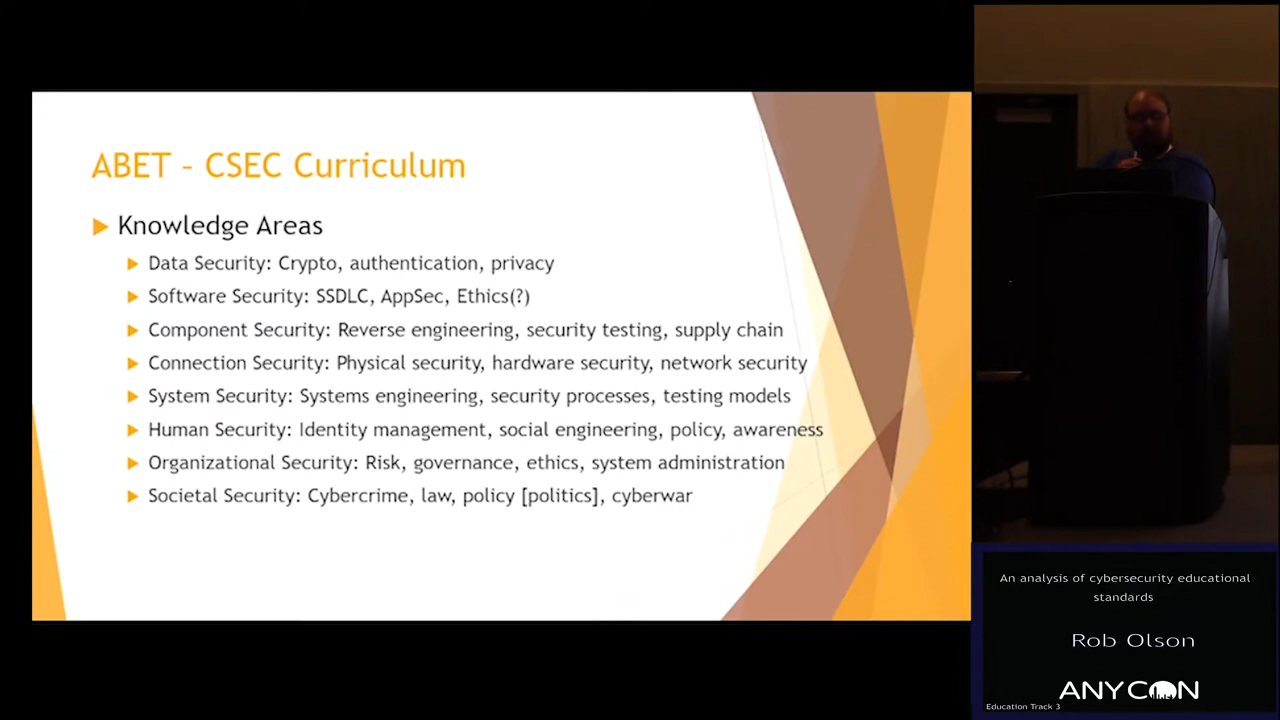 ABET – CSEC Curriculum
Knowledge Areas
Data Security: Crypto, authentication, privacy
Software Security: SSDLC, AppSec, Ethics(?)
Component Security: Reverse engineering, security testing, supply chain
Connection Security: Physical security, hardware security, network security
System Security: Systems engineering, security processes, testing models
Human Security: Identity management, social engineering, policy, awareness
Organizational Security: Risk, governance, ethics, system administration
Societal Security: Cybercrime, law, policy [politics], cyberwar
An analysis of cybersecurity educational
standards
Rob Olson
ANYCON
Education Track 3